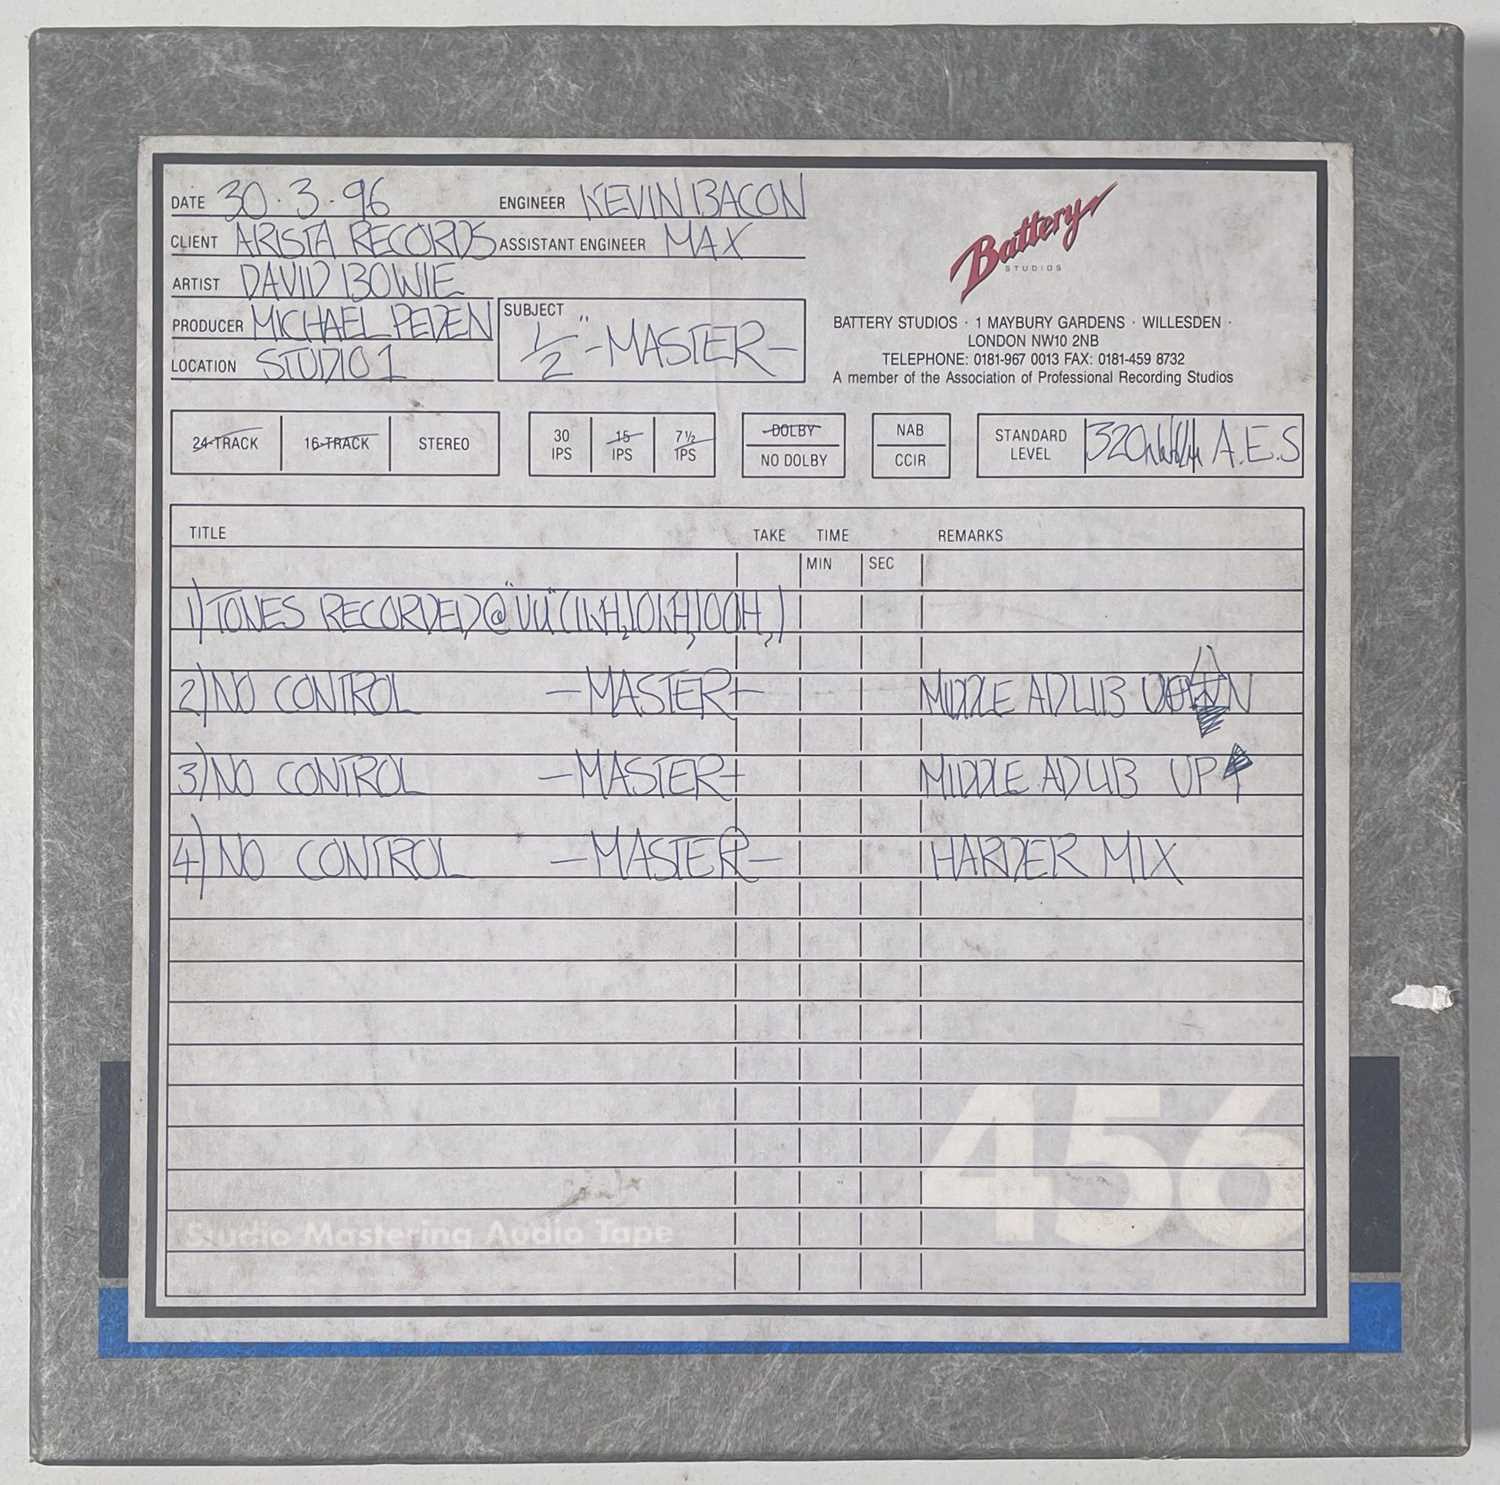 DATE 30.3.96 ENGINEER KEVIN BACON
CLIENT ARISTA RECORDS ASSISTANT ENGINEER MAX
ARTIST DAVID BOWIE
PRODUCER MICHAEL PEDEN
LOCATION STUDIO 1
SUBJECT
1/2" -MASTER-
Battery
STUDIOS
BATTERY STUDIOS · 1 MAYBURY GARDENS · WILLESDEN ·
LONDON NW10 2NB
TELEPHONE: 0181-967 0013 FAX: 0181-459 8732
A member of the Association of Professional Recording Studios
24-TRACK 16-TRACK STEREO
30 IPS 15 IPS 7½ IPS
DOLBY
NO DOLBY
NAB
CCIR
STANDARD LEVEL 320nWb/M A.E.S
TITLE TAKE TIME REMARKS
MIN SEC
1) TONES RECORDED @ "VU" (1KHz, 10KHz, 100Hz)
2) NO CONTROL -MASTER- MIDDLE ADLIB DOWN
3) NO CONTROL -MASTER- MIDDLE ADLIB UP
4) NO CONTROL -MASTER- HARDER MIX
456
Studio Mastering Audio Tape